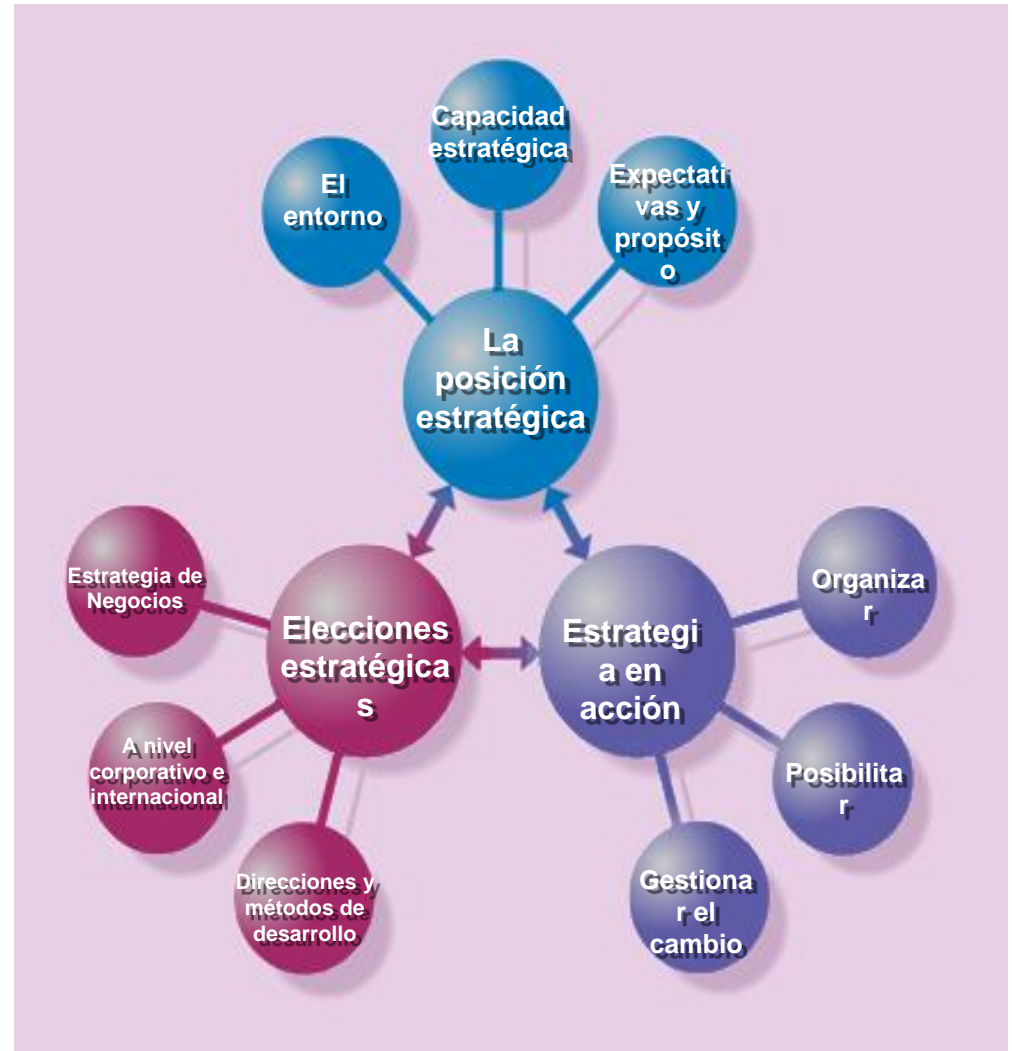 Capacidad
estratégica
El
entorno
Expectati
vas y
propósit
o
La
posición
estratégica
Estrategia de
Negocios
Elecciones
estratégica
s
A nivel
corporativo e
internacional
Direcciones y
métodos de
desarrollo
Estrategi
a en
acción
Organiza
r
Posibilita
r
Gestiona
r el
cambio